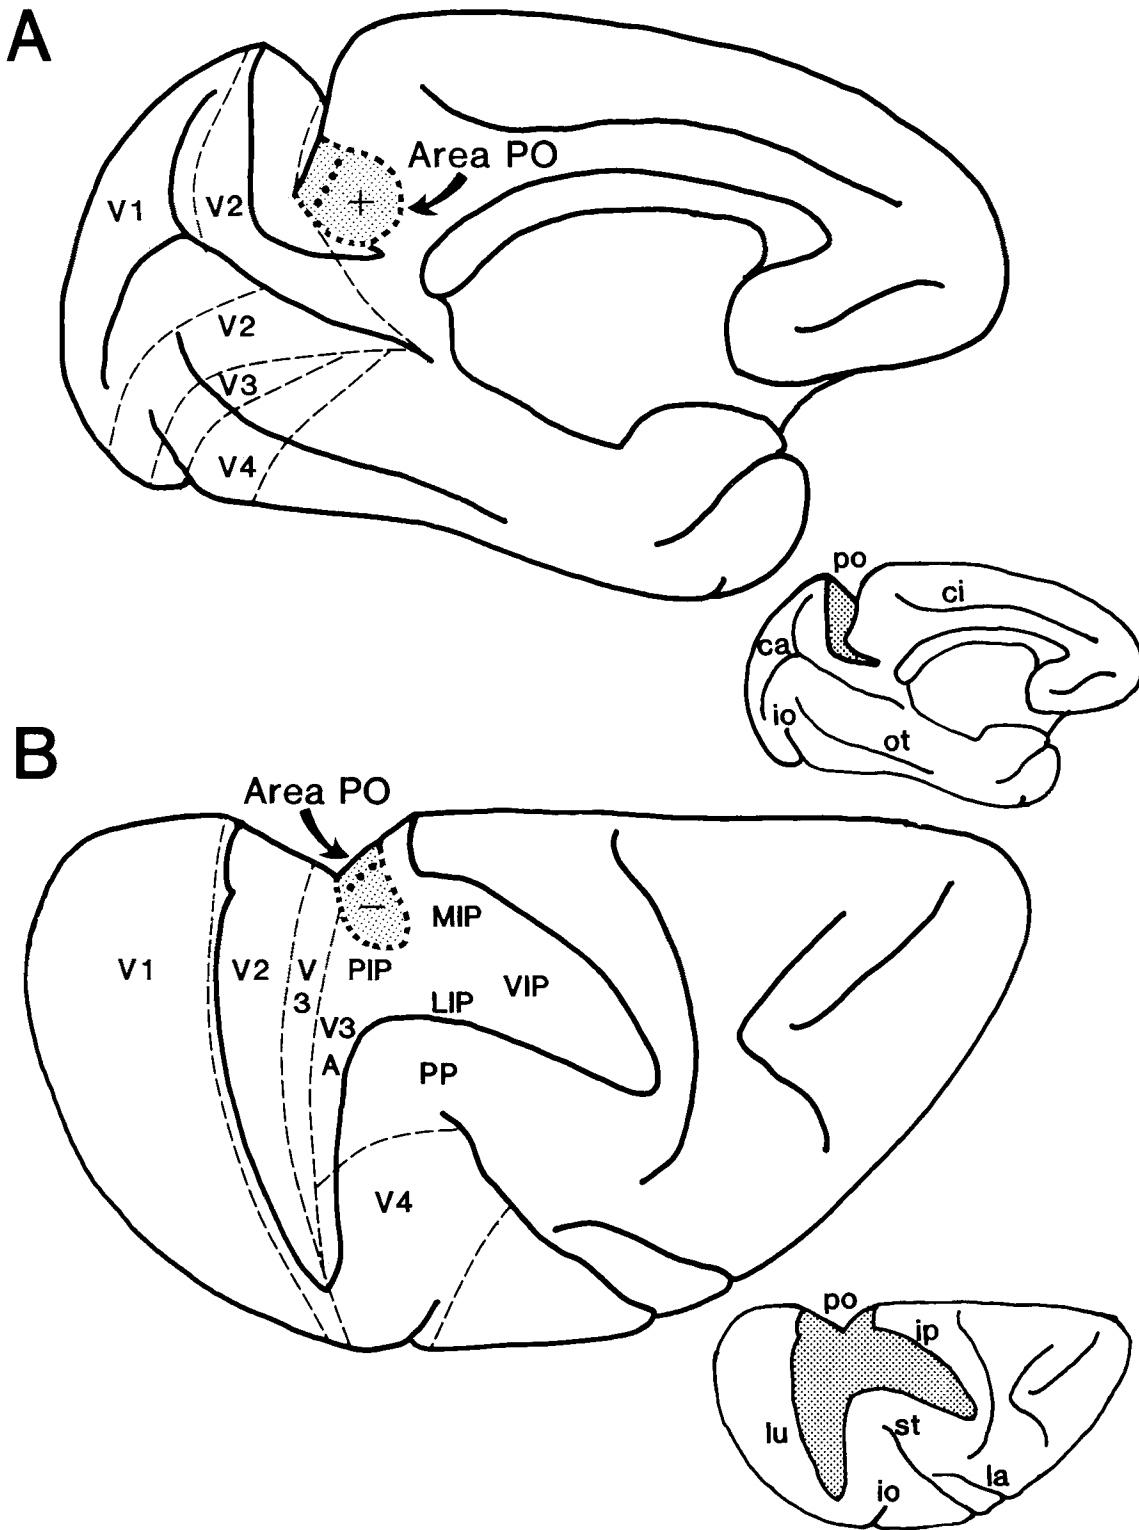 A
Area PO
V1
V2
+
V2
V3
V4
po
ci
ca
io
ot
B
Area PO
−
MIP
V1
V2
V
3
PIP
VIP
LIP
V3
A
PP
V4
po
ip
lu
st
la
io